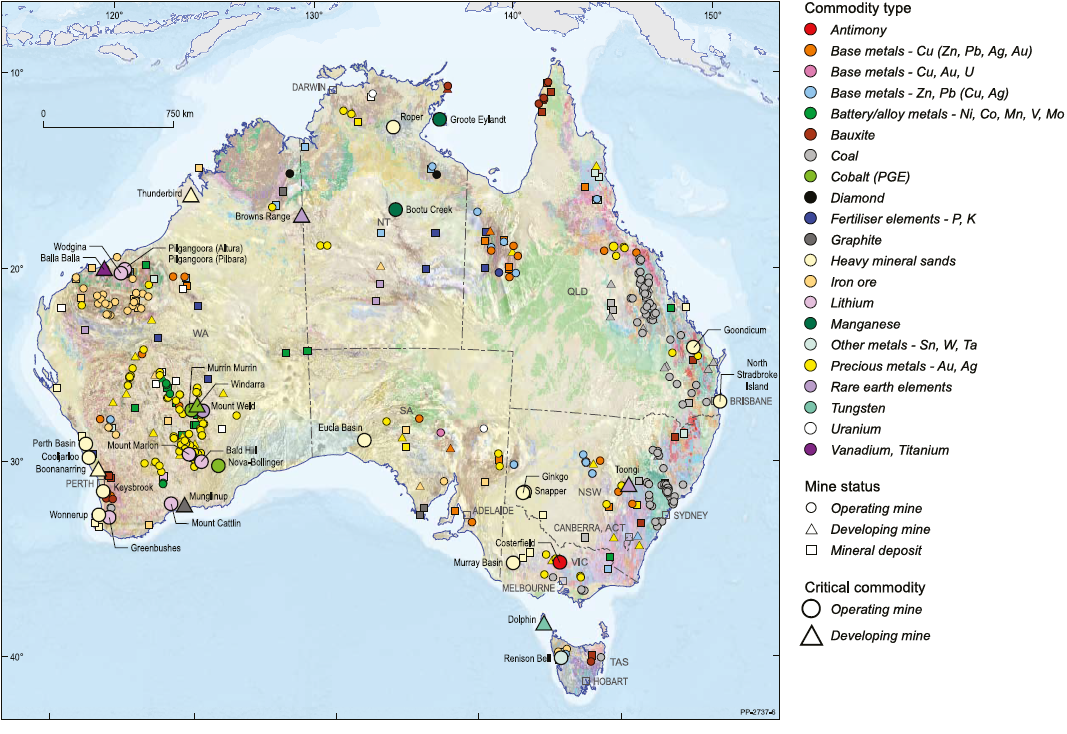 120°
130°
140°
150°
10°
20°
30°
40°
0
750 km
DARWIN
Roper
Groote Eylandt
Thunderbird
Browns Range
Bootu Creek
NT
Wodgina
Balla Balla
Pilgangoora (Altura)
Pilgangoora (Pilbara)
QLD
WA
Goondicum
North
Stradbroke
Island
BRISBANE
Murrin Murrin
Windarra
Mount Weld
SA
Eucla Basin
Perth Basin
Cooljarloo
Boonanarring
PERTH
Keysbrook
Wonnerup
Greenbushes
Mount Marion
Bald Hill
Nova-Bollinger
Munglinup
Mount Cattlin
Ginkgo
Snapper
Toongi
NSW
ADELAIDE
SYDNEY
CANBERRA, ACT
Costerfield
Murray Basin
VIC
MELBOURNE
Dolphin
Renison Bell
TAS
HOBART
PP-2737-6
Commodity type
Antimony
Base metals - Cu (Zn, Pb, Ag, Au)
Base metals - Cu, Au, U
Base metals - Zn, Pb (Cu, Ag)
Battery/alloy metals - Ni, Co, Mn, V, Mo
Bauxite
Coal
Cobalt (PGE)
Diamond
Fertiliser elements - P, K
Graphite
Heavy mineral sands
Iron ore
Lithium
Manganese
Other metals - Sn, W, Ta
Precious metals - Au, Ag
Rare earth elements
Tungsten
Uranium
Vanadium, Titanium
Mine status
Operating mine
Developing mine
Mineral deposit
Critical commodity
Operating mine
Developing mine